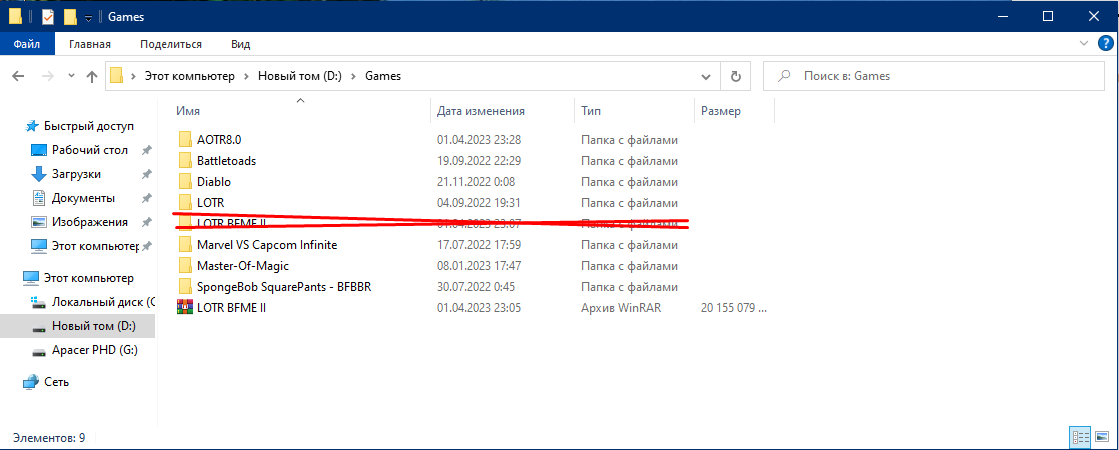 Games
Файл Главная Поделиться Вид
Этот компьютер Новый том (D:) Games Поиск в: Games
Имя Дата изменения Тип Размер
Быстрый доступ
Рабочий стол
Загрузки
Документы
Изображения
Этот компьютер
Этот компьютер
Локальный диск (C
Новый том (D:)
Apacer PHD (G:)
Сеть
AOTR8.0 01.04.2023 23:28 Папка с файлами
Battletoads 19.09.2022 22:29 Папка с файлами
Diablo 21.11.2022 0:08 Папка с файлами
LOTR 04.09.2022 19:31 Папка с файлами
LOTR BFME II 01.04.2023 23:07 Папка с файлами
Marvel VS Capcom Infinite 17.07.2022 17:59 Папка с файлами
Master-Of-Magic 08.01.2023 17:47 Папка с файлами
SpongeBob SquarePants - BFBBR 30.07.2022 0:45 Папка с файлами
LOTR BFME II 01.04.2023 23:05 Архив WinRAR 20 155 079 ...
Элементов: 9